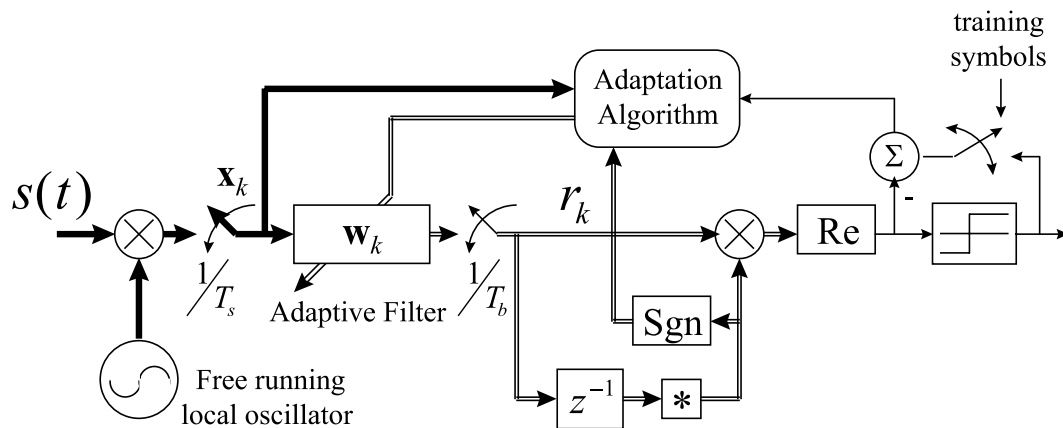 training
symbols
Adaptation
Algorithm
Σ
s(t)
x_k
r_k
w_k
Re
-
1/T_s
Adaptive Filter
1/T_b
Sgn
Free running
local oscillator
z^{-1}
*